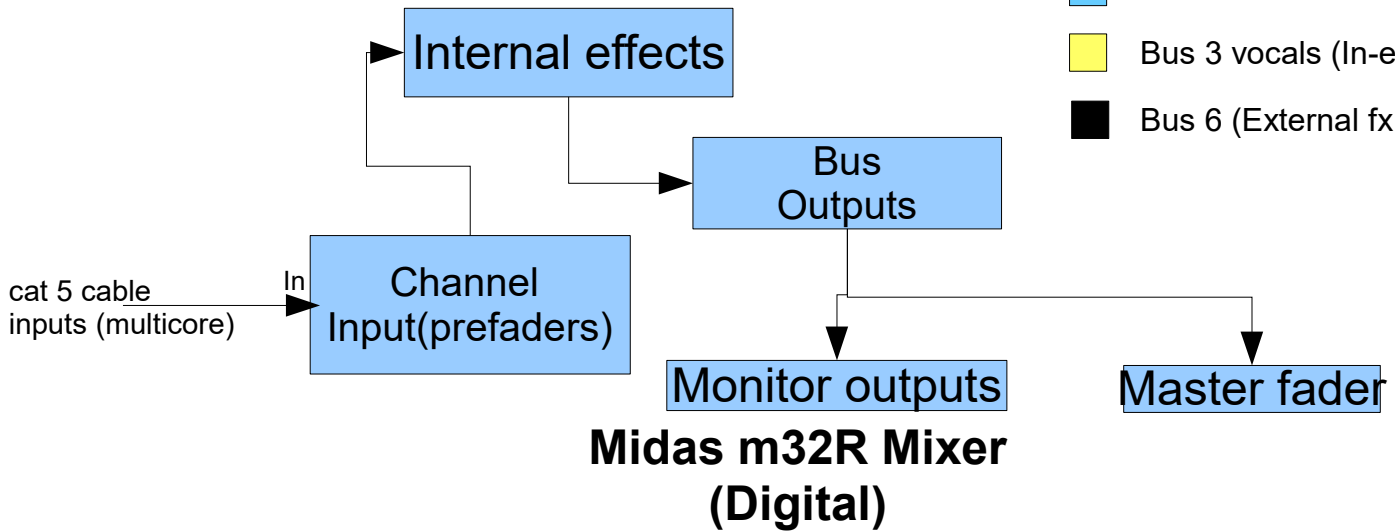 Internal effects
Bus 3 vocals (In-e
Bus 6 (External fx
Bus
Outputs
cat 5 cable
inputs (multicore)
In
Channel
Input(prefaders)
Monitor outputs
Master fader
Midas m32R Mixer
(Digital)